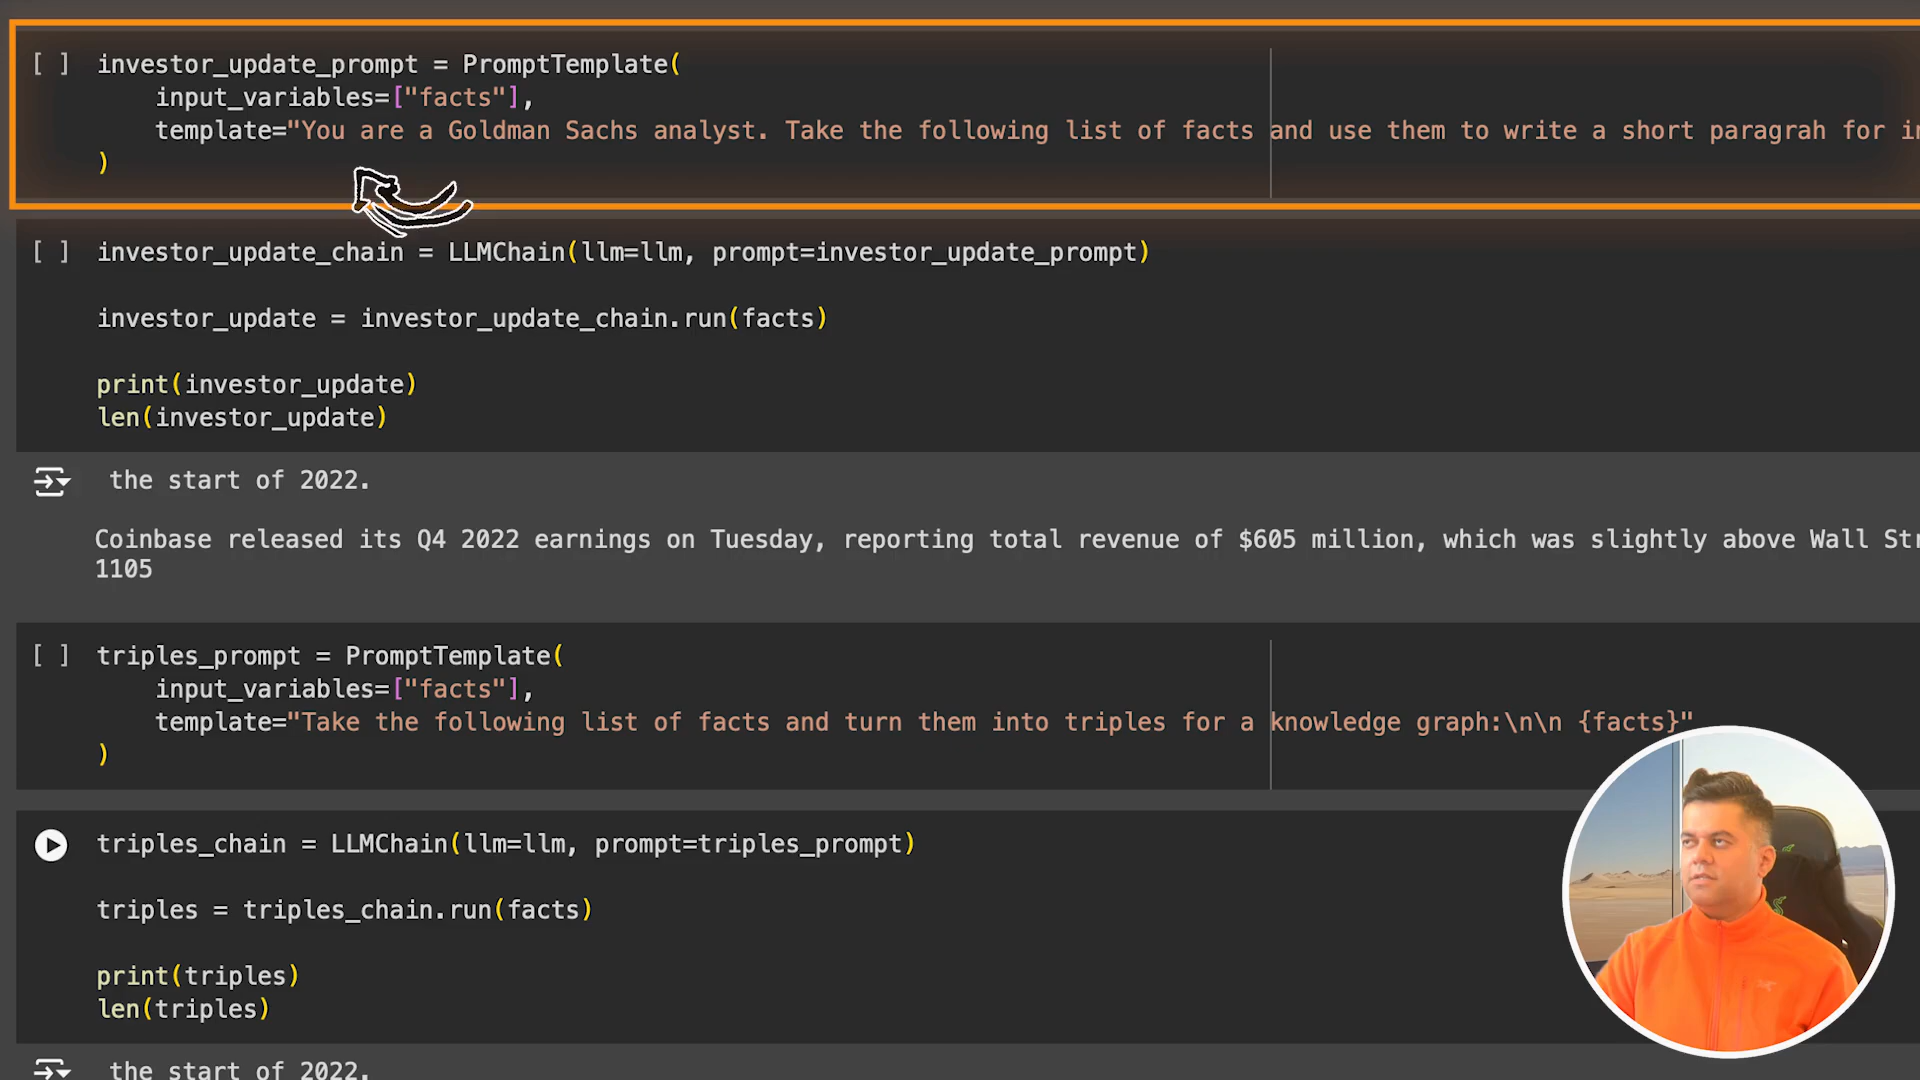 [ ] investor_update_prompt = PromptTemplate(
input_variables=["facts"],
template="You are a Goldman Sachs analyst. Take the following list of facts and use them to write a short paragrah for
)
[ ] investor_update_chain = LLMChain(llm=llm, prompt=investor_update_prompt)
investor_update = investor_update_chain.run(facts)
print(investor_update)
len(investor_update)
the start of 2022.
Coinbase released its Q4 2022 earnings on Tuesday, reporting total revenue of $605 million, which was slightly above Wall
1105
[ ] triples_prompt = PromptTemplate(
input_variables=["facts"],
template="Take the following list of facts and turn them into triples for a knowledge graph:\n\n {facts}"
)
triples_chain = LLMChain(llm=llm, prompt=triples_prompt)
triples = triples_chain.run(facts)
print(triples)
len(triples)
the start of 2022.